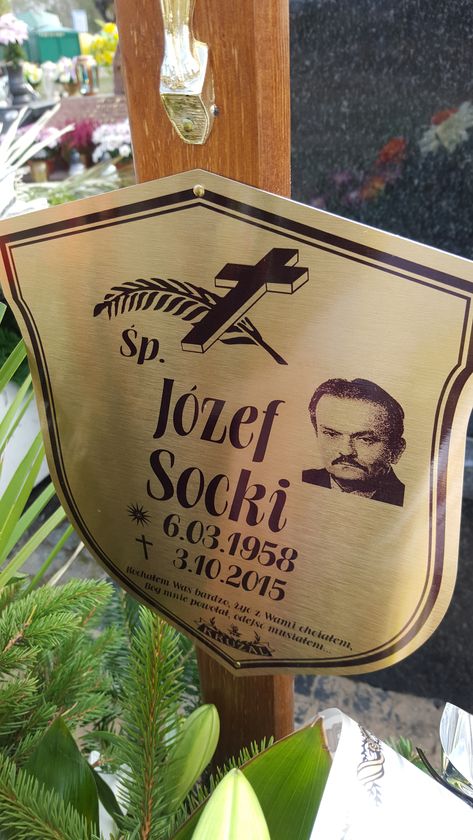 Śp.
Józef
Socki
6.03.1958
3.10.2015
Kochałem Was bardzo, żyć z Wami chciałem,
Bóg mnie powołał, odejść musiałem...
KRUŻAL